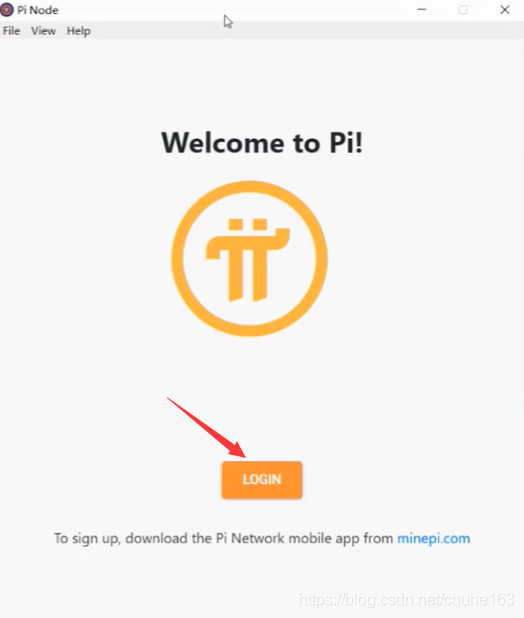 Pi Node
File View Help
Welcome to Pi!
LOGIN
To sign up, download the Pi Network mobile app from minepi.com
https://blog.csdn.net/chuhe163